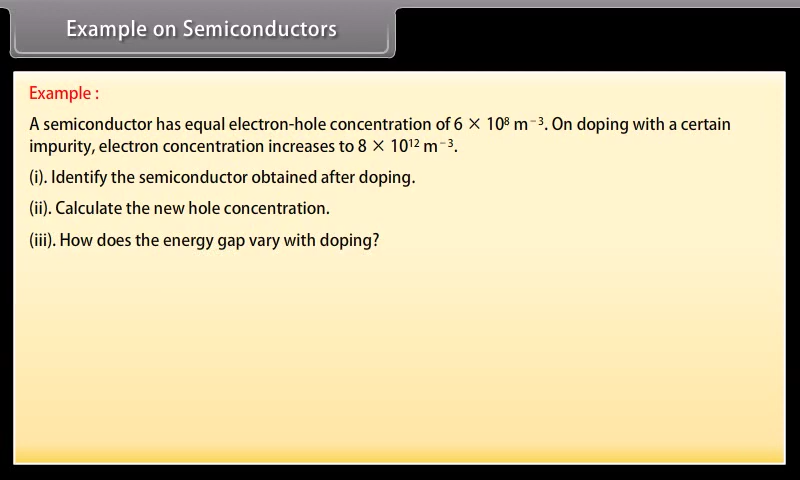 Example on Semiconductors
Example :
A semiconductor has equal electron-hole concentration of 6 × 10⁸ m⁻³. On doping with a certain
impurity, electron concentration increases to 8 × 10¹² m⁻³.
(i). Identify the semiconductor obtained after doping.
(ii). Calculate the new hole concentration.
(iii). How does the energy gap vary with doping?